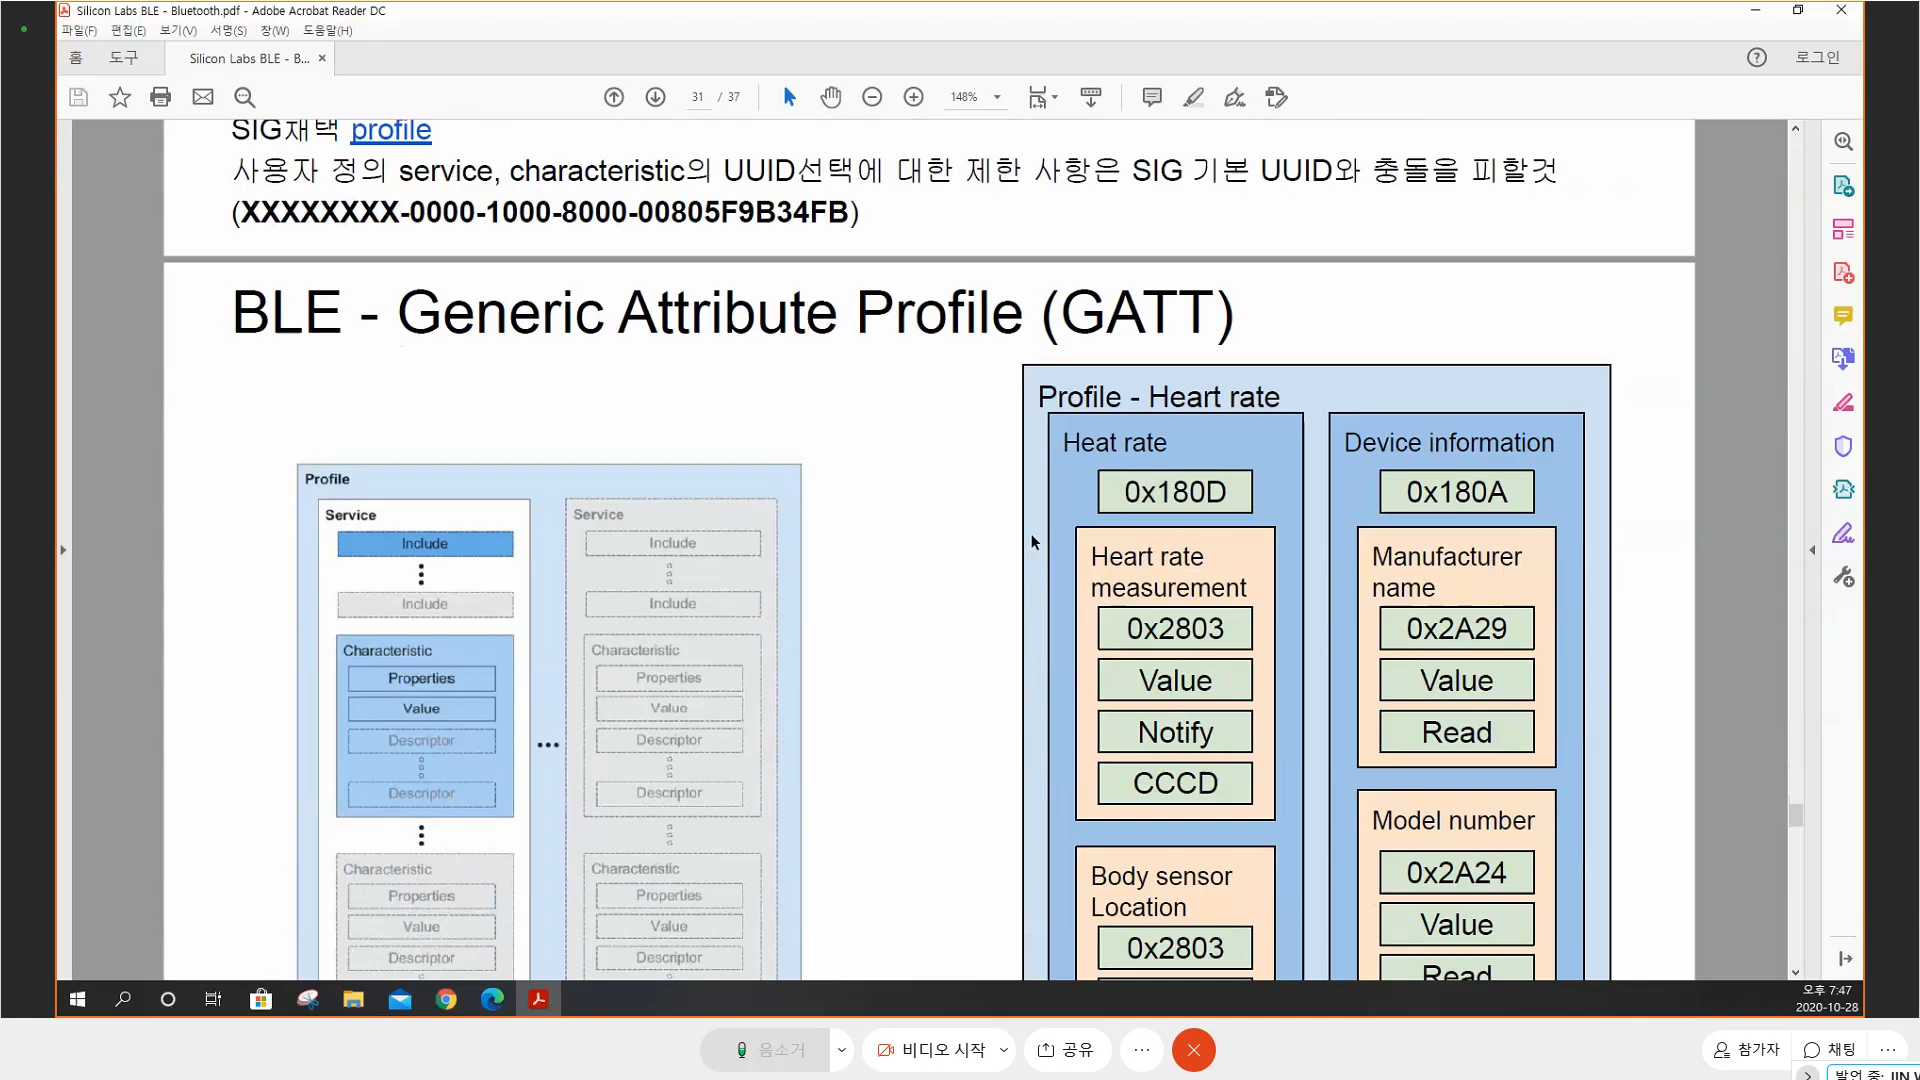 Silicon Labs BLE - Bluetooth.pdf - Adobe Acrobat Reader DC
파일(F) 편집(E) 보기(V) 서명(S) 창(W) 도움말(H)
홈 도구 Silicon Labs BLE - B... ×
로그인
31 / 37
148%
SIG채택 profile
사용자 정의 service, characteristic의 UUID선택에 대한 제한 사항은 SIG 기본 UUID와 충돌을 피할것
(XXXXXXXX-0000-1000-8000-00805F9B34FB)
BLE - Generic Attribute Profile (GATT)
Profile
Service
Include
Include
Characteristic
Properties
Value
Descriptor
Descriptor
Characteristic
Properties
Value
Descriptor
Service
Include
Include
Characteristic
Properties
Value
Descriptor
Descriptor
Characteristic
Properties
Value
Descriptor
Profile - Heart rate
Heat rate
0x180D
Heart rate
measurement
0x2803
Value
Notify
CCCD
Body sensor
Location
0x2803
Device information
0x180A
Manufacturer
name
0x2A29
Value
Read
Model number
0x2A24
Value
Read
오후 7:47
2020-10-28
음소거
비디오 시작
공유
참가자
채팅
발언 중: JIN